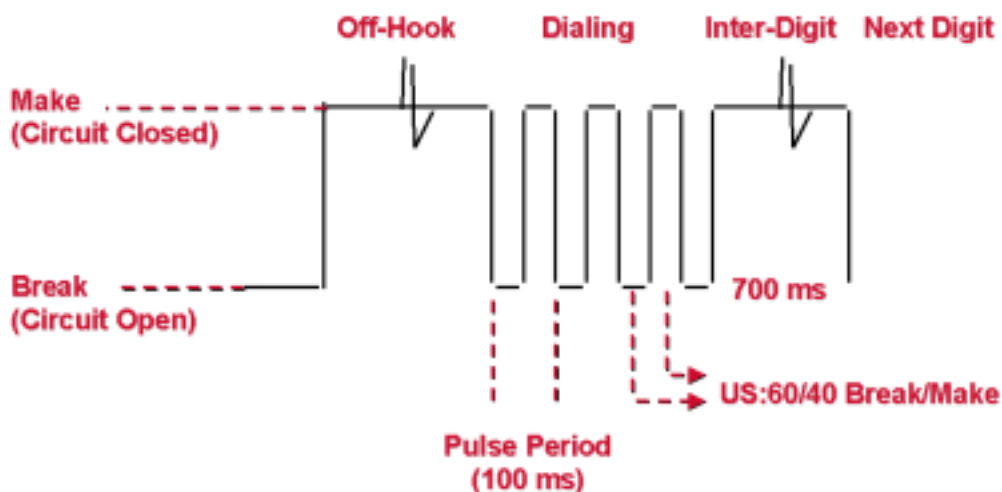 Off-Hook Dialing Inter-Digit Next Digit
Make
(Circuit Closed)
Break
(Circuit Open)
700 ms
US:60/40 Break/Make
Pulse Period
(100 ms)